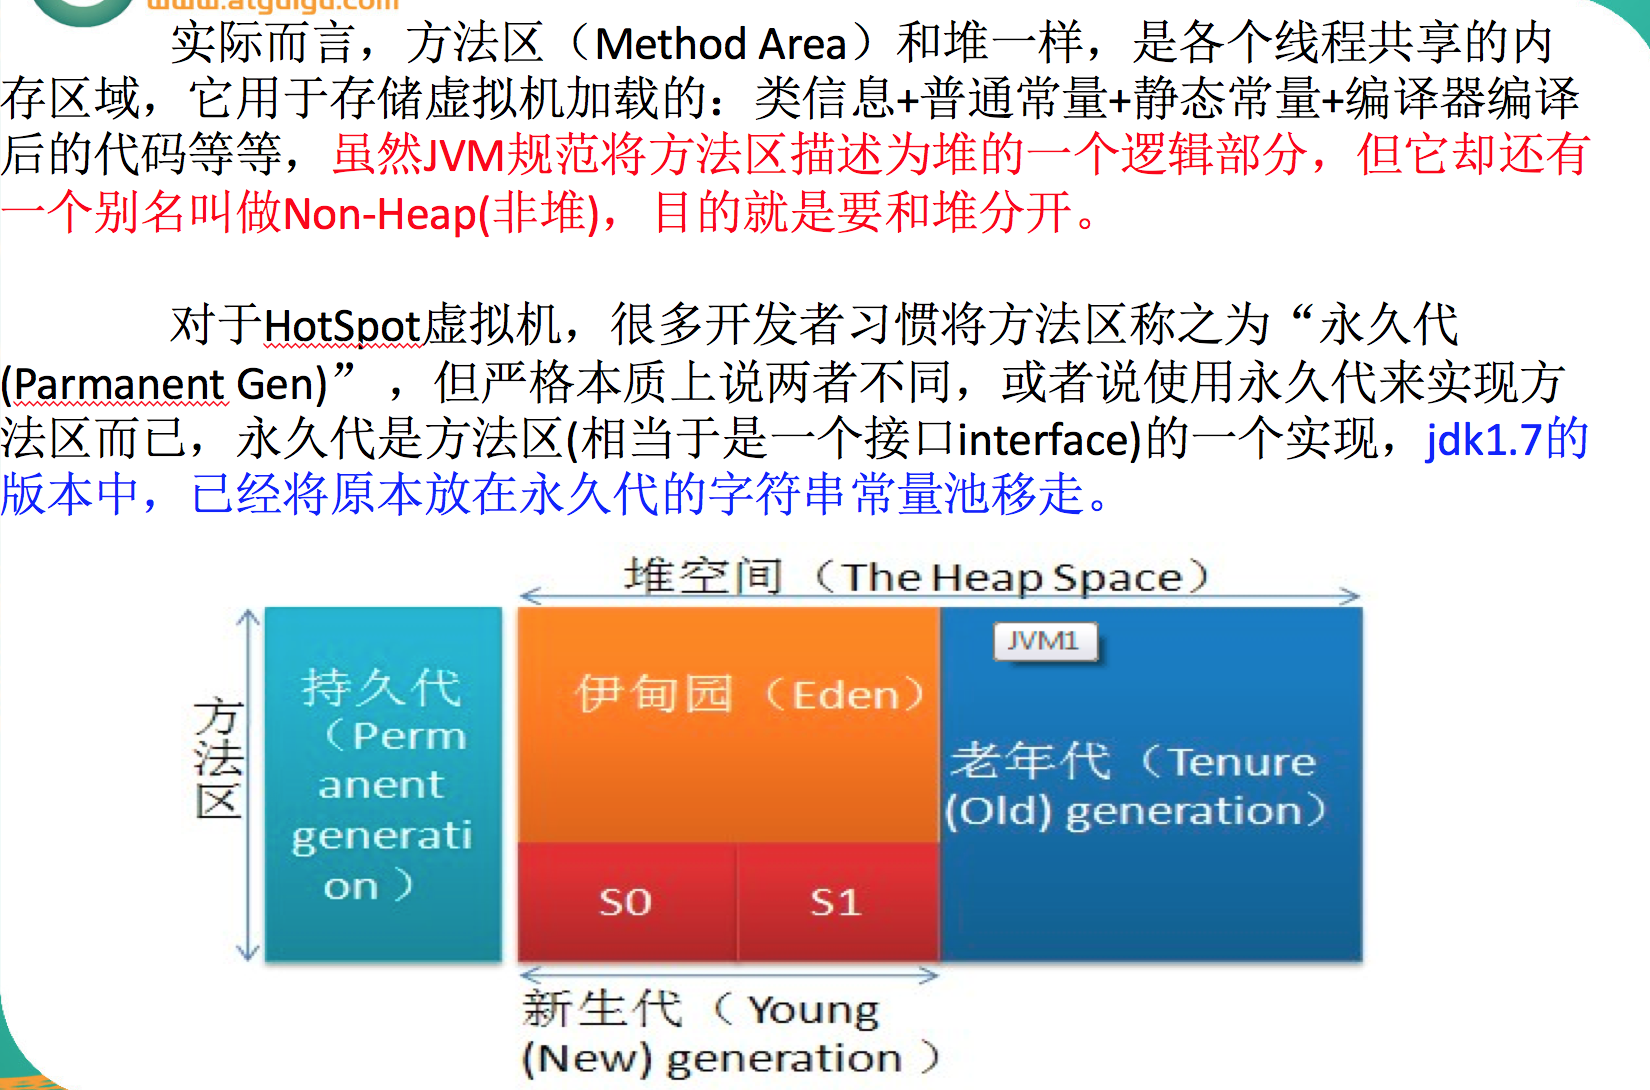 www.atguigu.com
实际而言，方法区（Method Area）和堆一样，是各个线程共享的内
存区域，它用于存储虚拟机加载的：类信息+普通常量+静态常量+编译器编译
后的代码等等，虽然JVM规范将方法区描述为堆的一个逻辑部分，但它却还有
一个别名叫做Non-Heap(非堆)，目的就是要和堆分开。
对于HotSpot虚拟机，很多开发者习惯将方法区称之为“永久代
(Parmanent Gen)” ，但严格本质上说两者不同，或者说使用永久代来实现方
法区而已，永久代是方法区(相当于是一个接口interface)的一个实现，jdk1.7的
版本中，已经将原本放在永久代的字符串常量池移走。
堆空间（The Heap Space）
方法区
持久代
（Perm
anent
generati
on ）
伊甸园（Eden）
S0
S1
JVM1
老年代（Tenure
(Old) generation）
新生代（ Young
(New) generation ）